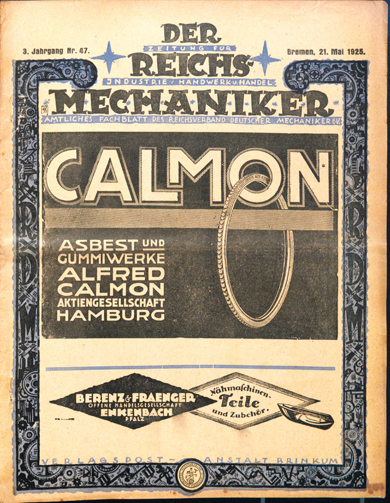 DER
3. Jahrgang Nr. 47.
ZEITUNG FÜR
Bremen, 21. Mai 1925.
REICHS-
INDUSTRIE·HANDWERK U HANDEL
MECHANIKER
AMTLICHES FACHBLATT DES REICHSVERBAND DEUTSCHER MECHANIKER E.V.
CALMON
ASBEST UND
GUMMIWERKE
ALFRED
CALMON
AKTIENGESELLSCHAFT
HAMBURG
BERENZ & FRAENGER
OFFENE HANDELSGESELLSCHAFT
ENKENBACH
PFALZ
Nähmaschinen-
Teile
und Zubehör.
VERLAGSPOST-ANSTALT BRINKUM